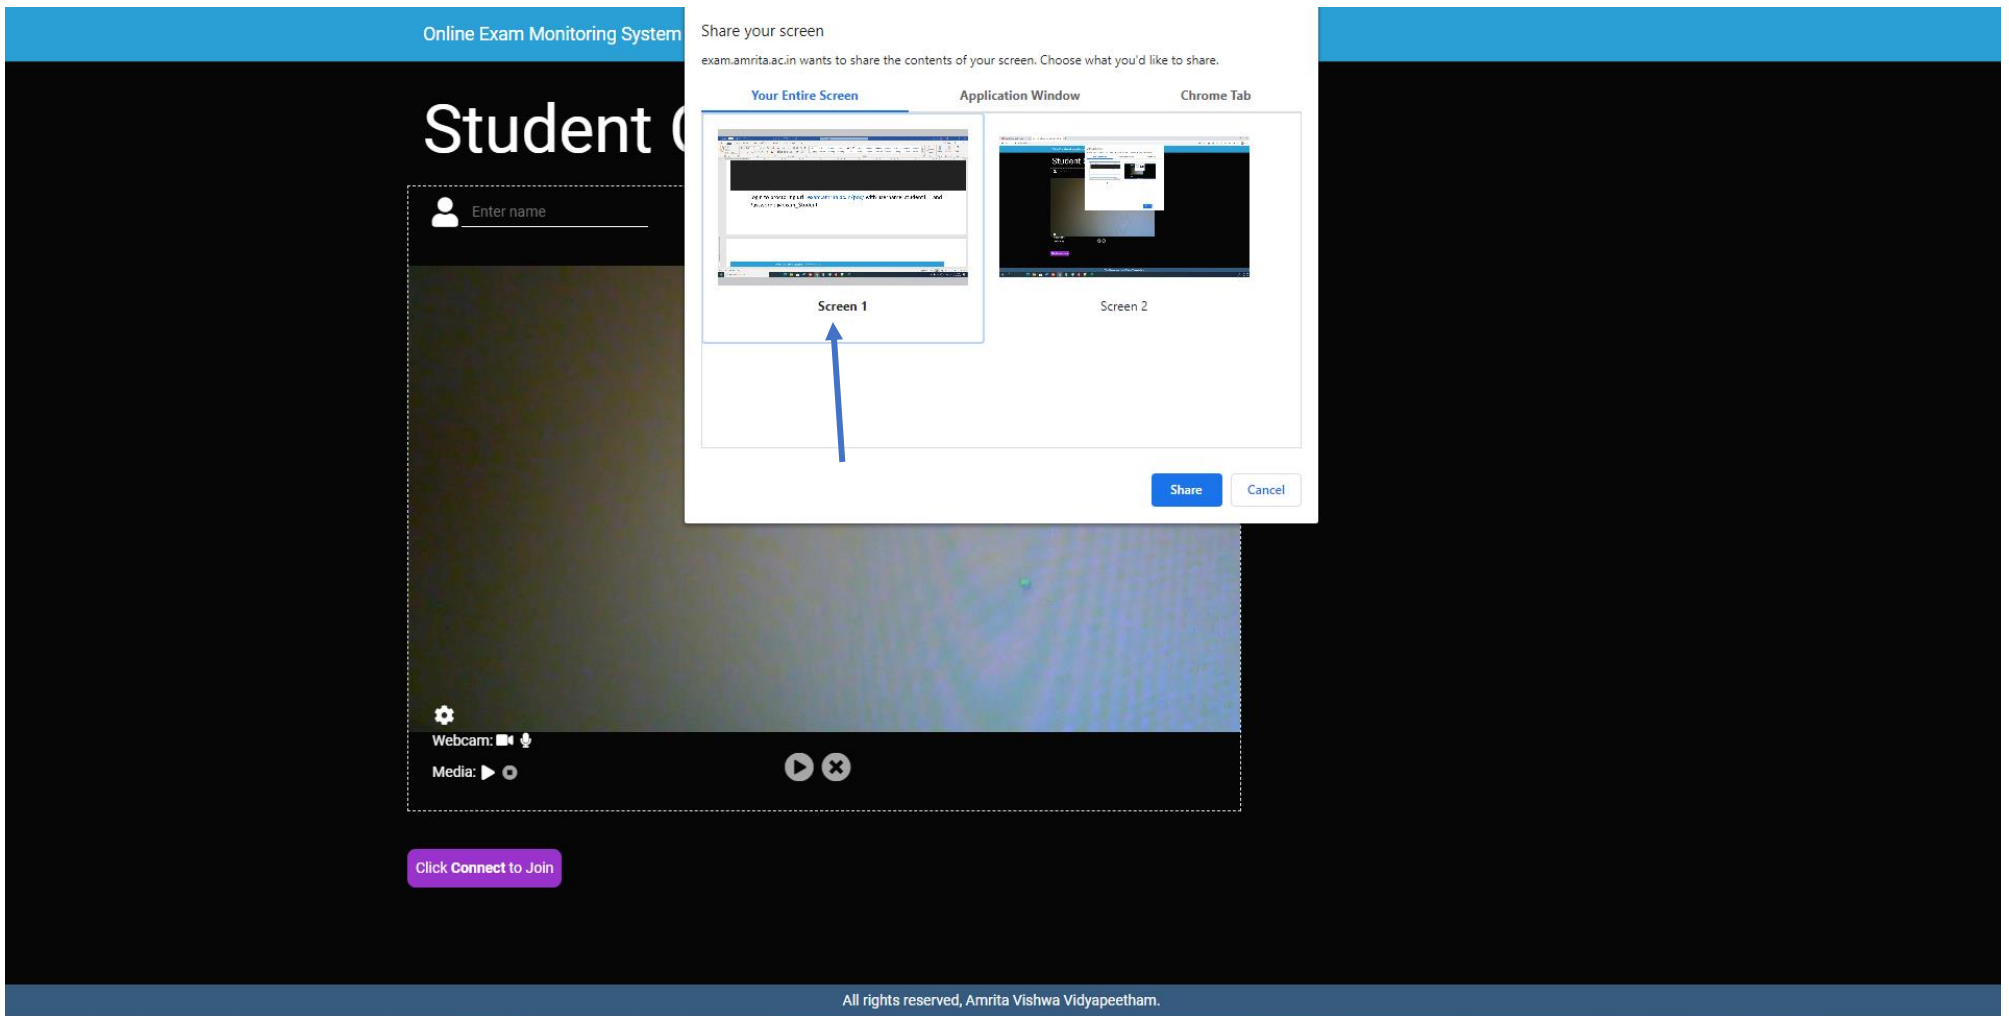 Online Exam Monitoring System
Share your screen
exam.amrita.ac.in wants to share the contents of your screen. Choose what you'd like to share.
Your Entire Screen
Application Window
Chrome Tab
Student
Student
Screen 1
Screen 2
Enter name
Share
Cancel
Webcam:
Media:
Click Connect to Join
All rights reserved, Amrita Vishwa Vidyapeetham.